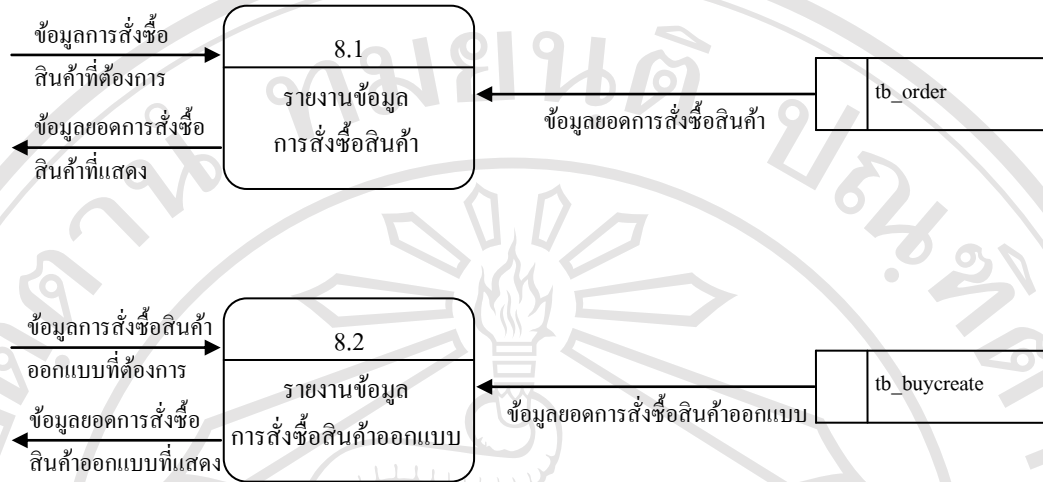 ข้อมูลการสั่งซื้อ
สินค้าที่ต้องการ
ข้อมูลยอดการสั่งซื้อ
สินค้าที่แสดง
8.1
รายงานข้อมูล
การสั่งซื้อสินค้า
ข้อมูลยอดการสั่งซื้อสินค้า
tb_order
ข้อมูลการสั่งซื้อสินค้า
ออกแบบที่ต้องการ
ข้อมูลยอดการสั่งซื้อ
สินค้าออกแบบที่แสดง
8.2
รายงานข้อมูล
การสั่งซื้อสินค้าออกแบบ
ข้อมูลยอดการสั่งซื้อสินค้าออกแบบ
tb_buycreate